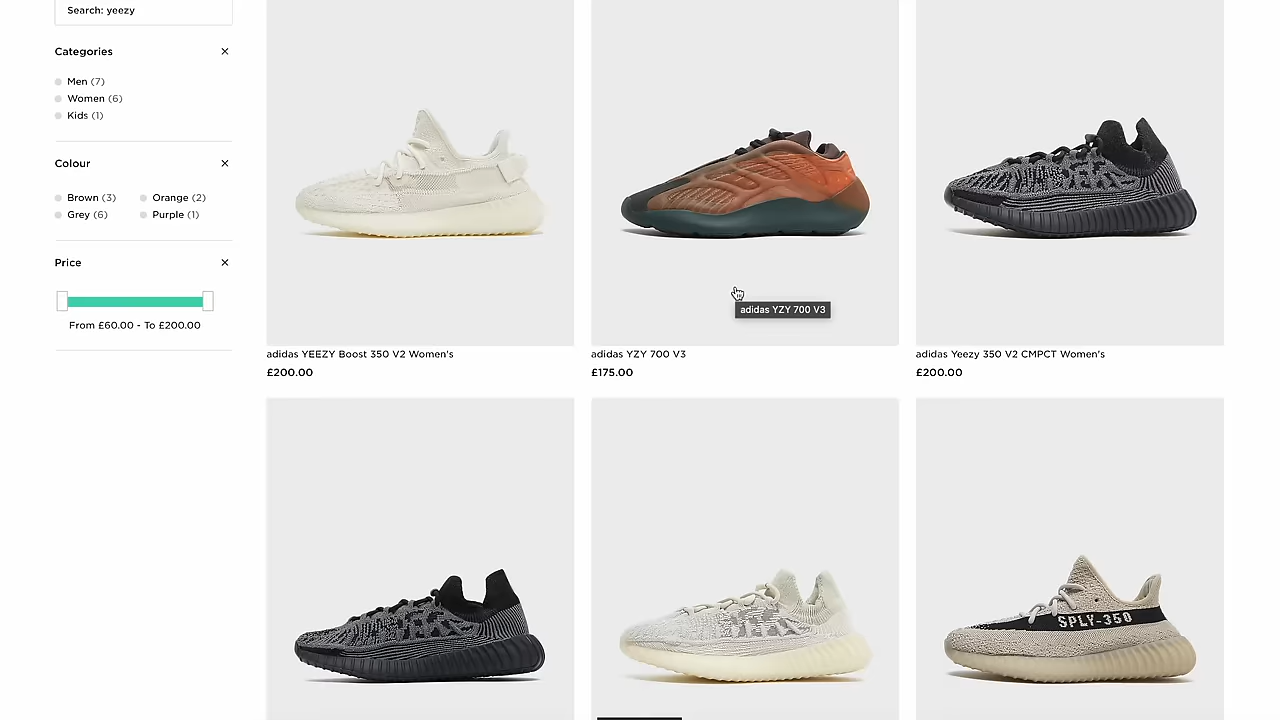 Search: yeezy
Categories
Men (7)
Women (6)
Kids (1)
Colour
Brown (3)
Orange (2)
Grey (6)
Purple (1)
Price
From £60.00 - To £200.00
adidas YZY 700 V3
adidas YEEZY Boost 350 V2 Women's
£200.00
adidas YZY 700 V3
£175.00
adidas Yeezy 350 V2 CMPCT Women's
£200.00
SPLY-350